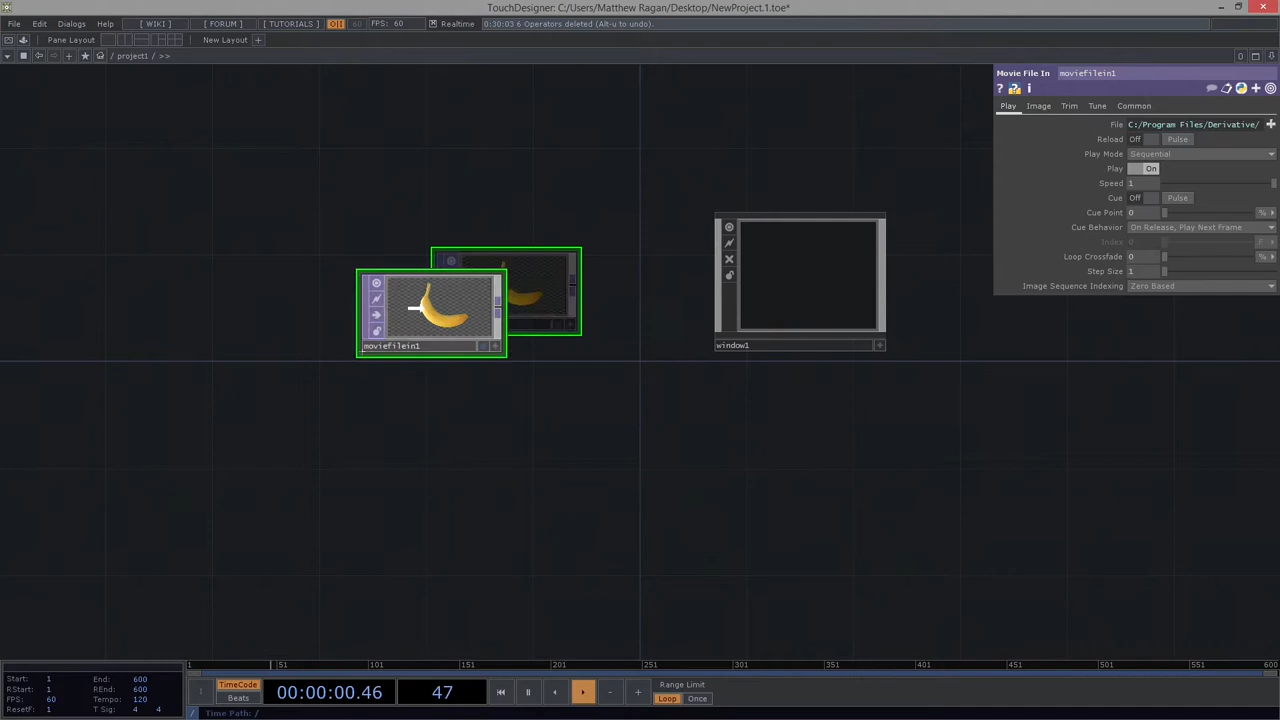 TouchDesigner: C:/Users/Matthew Ragan/Desktop/NewProject.1.toe*
File Edit Dialogs Help [ WIKI ] [ FORUM ] [ TUTORIALS ] O|I 60 FPS: 60 Realtime 0:30:03 6 Operators deleted (Alt-u to undo).
Pane Layout New Layout +
/ project1 / >>
Movie File In moviefilein1
Play Image Trim Tune Common
File C:/Program Files/Derivative/
Reload Off Pulse
Play Mode Sequential
Play On
Speed 1
Cue Off Pulse
Cue Point 0 %
Cue Behavior On Release, Play Next Frame
Index 0 F
Loop Crossfade 0 %
Step Size 1
Image Sequence Indexing Zero Based
moviefilein1
window1
1 51 101 151 201 251 301 351 401 451 501 551 600
Start: 1 End: 600
RStart: 1 REnd: 600
FPS: 60 Tempo: 120
ResetF: 1 T Sig: 4 4
TimeCode
Beats
00:00:00.46
47
Range Limit
Loop Once
/ Time Path: /